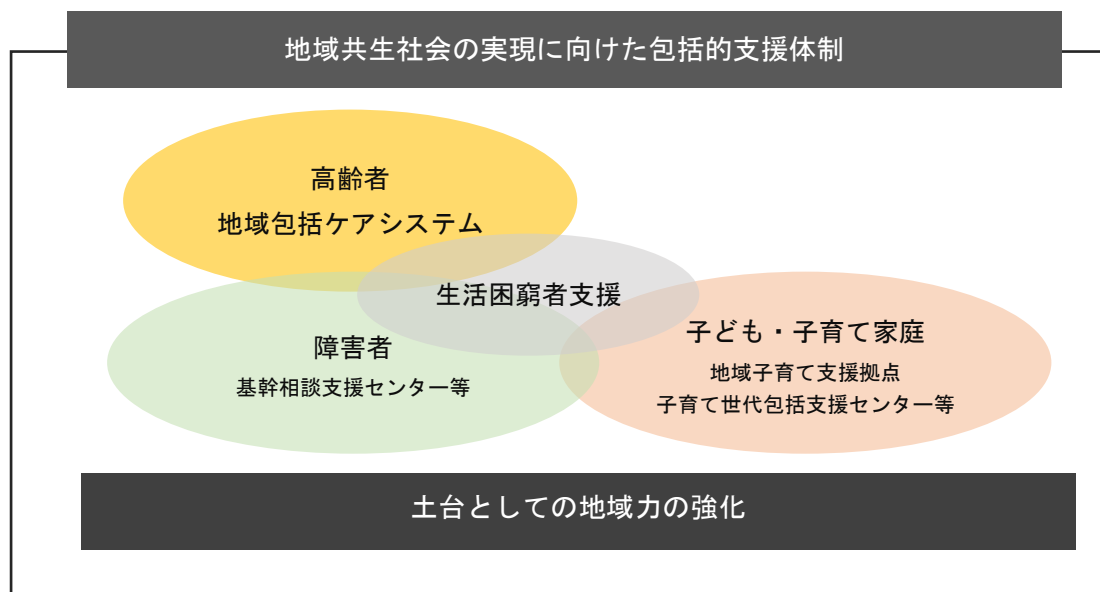 地域共生社会の実現に向けた包括的支援体制
高齢者
地域包括ケアシステム
生活困窮者支援
障害者
基幹相談支援センター等
子ども・子育て家庭
地域子育て支援拠点
子育て世代包括支援センター等
土台としての地域力の強化